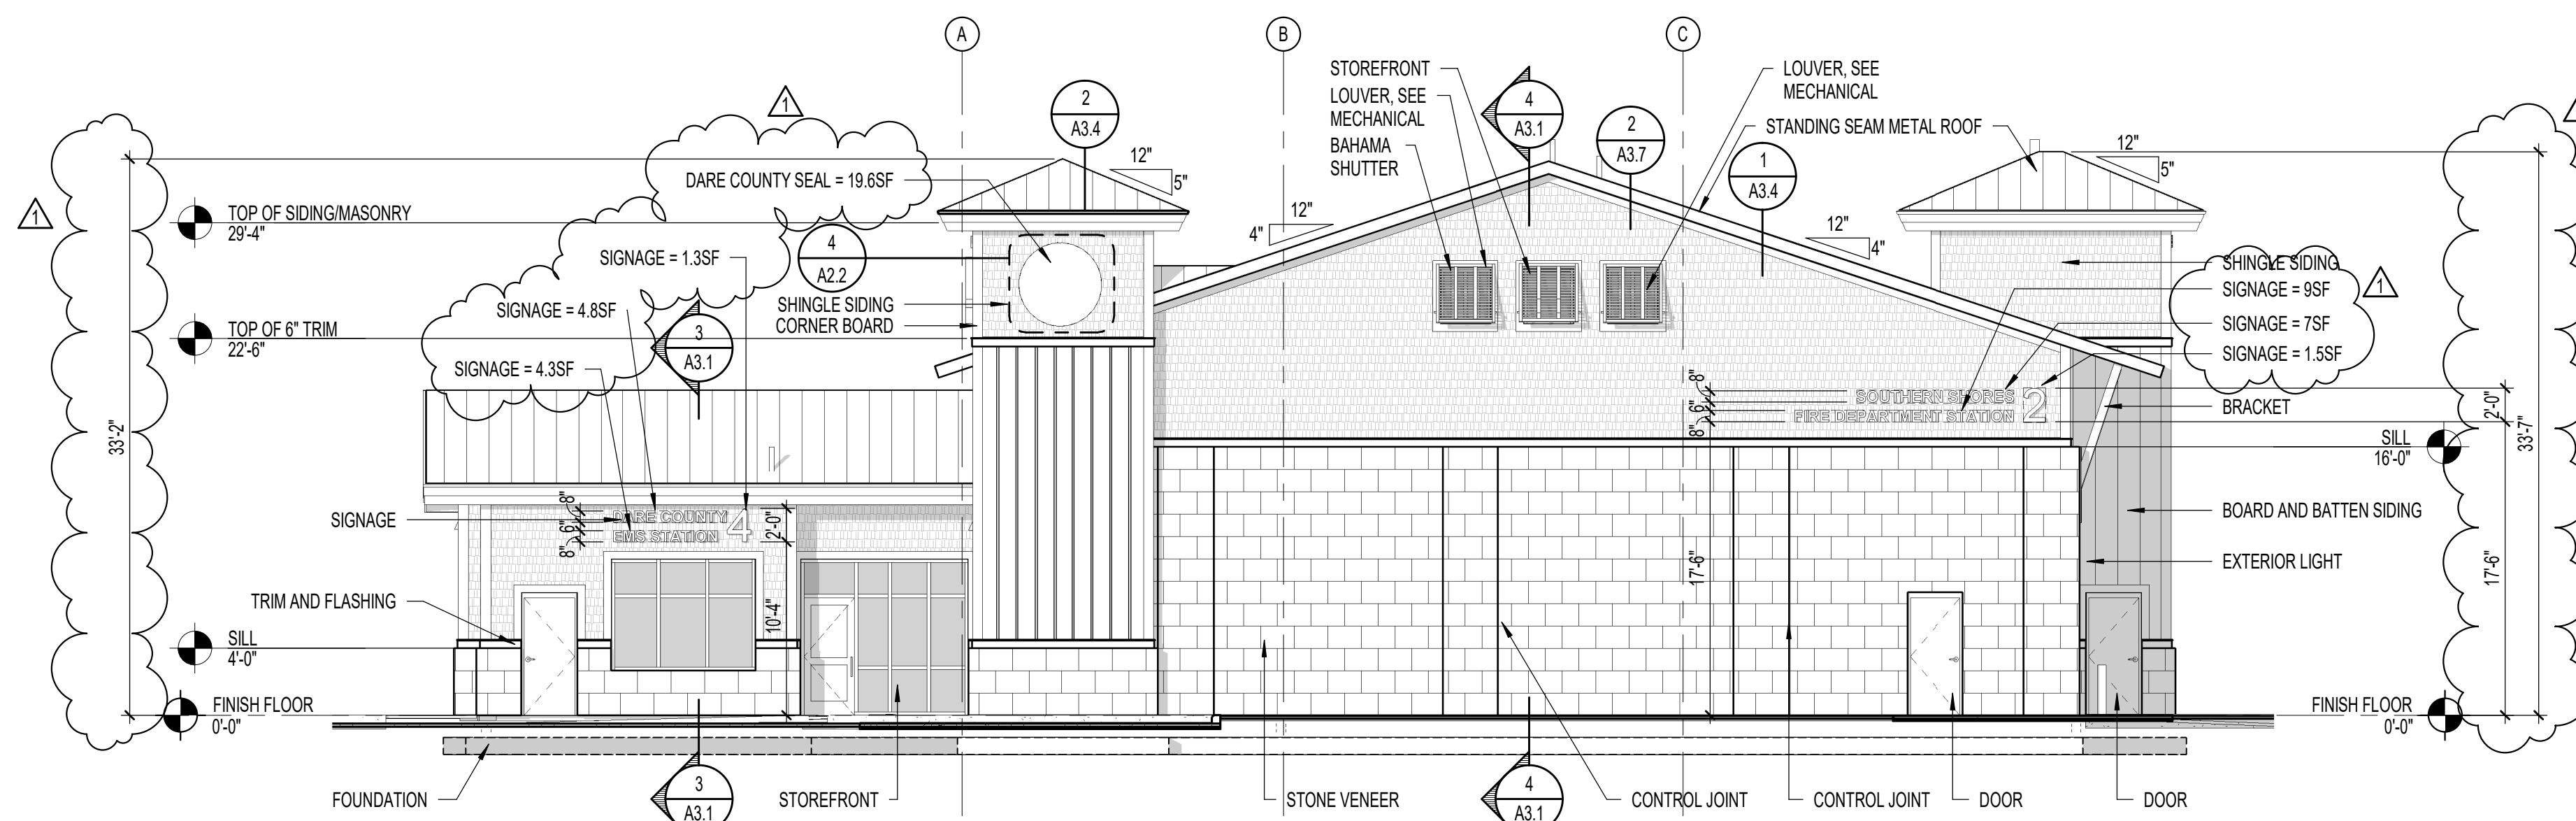 A
B
C
STOREFRONT
LOUVER, SEE
MECHANICAL
BAHAMA
SHUTTER
4
A3.1
2
A3.7
LOUVER, SEE
MECHANICAL
STANDING SEAM METAL ROOF
1
A3.4
12"
5"
1
1
DARE COUNTY SEAL = 19.6SF
2
A3.4
12"
5"
TOP OF SIDING/MASONRY
29'-4"
12"
4"
12"
4"
SIGNAGE = 1.3SF
4
A2.2
SIGNAGE = 4.8SF
SHINGLE SIDING
CORNER BOARD
SHINGLE SIDING
SIGNAGE = 9SF
1
SIGNAGE = 7SF
SIGNAGE = 1.5SF
TOP OF 6" TRIM
22'-6"
3
A3.1
SIGNAGE = 4.3SF
8"
6"
8"
SOUTHERN SHORES
FIRE DEPARTMENT STATION
2
BRACKET
2'-0"
33'-2"
33'-7"
SILL
16'-0"
SIGNAGE
8"
6"
8"
DARE COUNTY
EMS STATION
4
2'-0"
BOARD AND BATTEN SIDING
EXTERIOR LIGHT
17'-6"
17'-6"
TRIM AND FLASHING
10'-4"
SILL
4'-0"
FINISH FLOOR
0'-0"
FINISH FLOOR
0'-0"
FOUNDATION
3
A3.1
STOREFRONT
STONE VENEER
4
A3.1
CONTROL JOINT
CONTROL JOINT
DOOR
DOOR